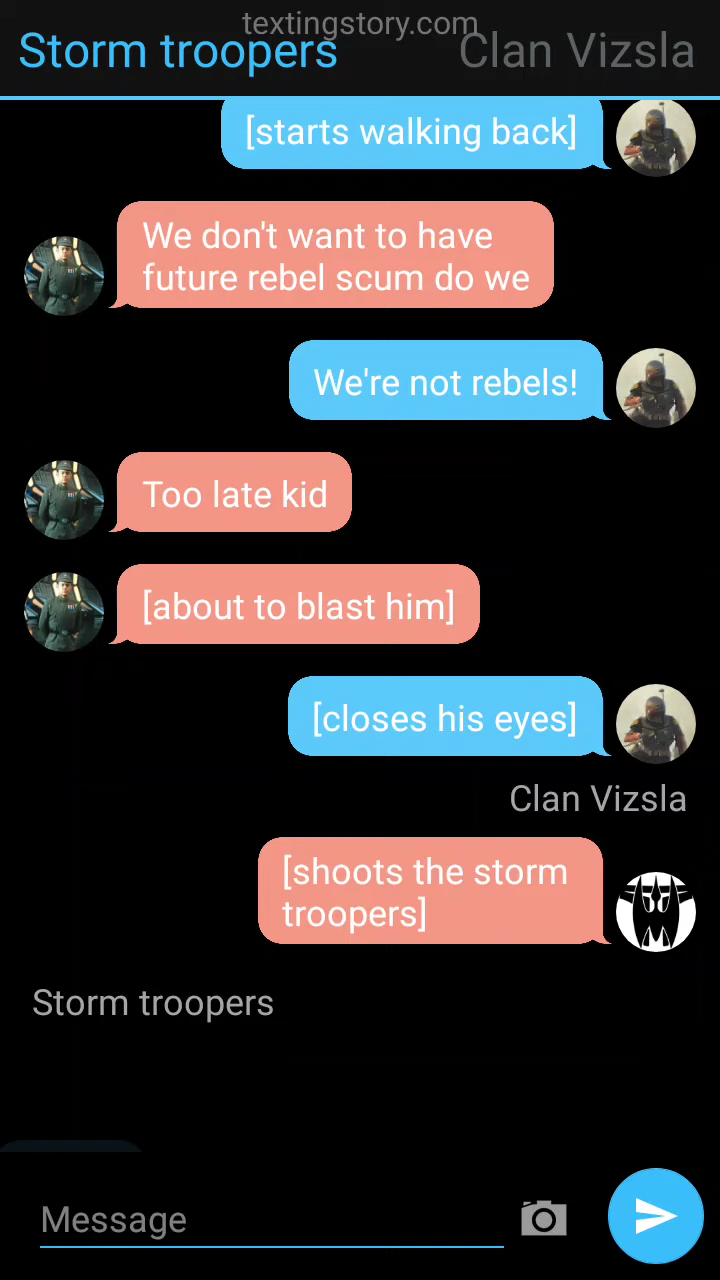 textingstory.com
Storm troopers
Clan Vizsla
[starts walking back]
We don't want to have
future rebel scum do we
We're not rebels!
Too late kid
[about to blast him]
[closes his eyes]
Clan Vizsla
[shoots the storm
troopers]
Storm troopers
Message